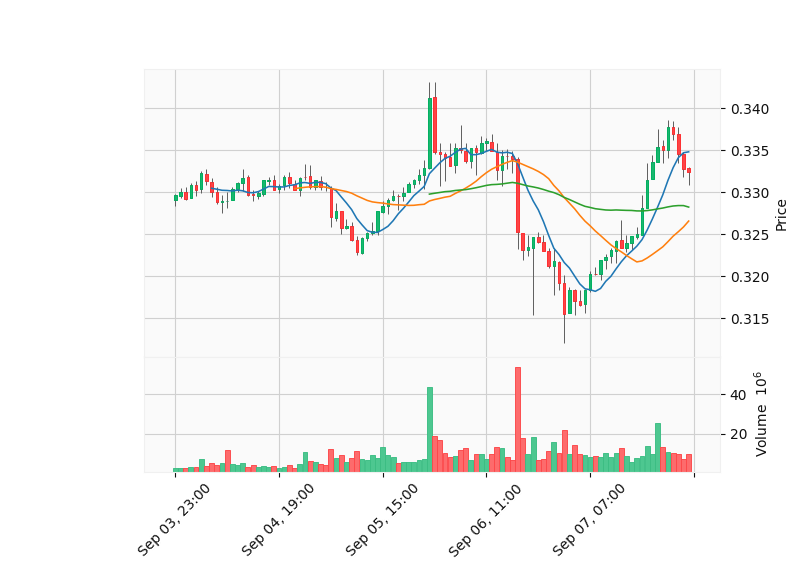 0.340
0.335
0.330
0.325
0.320
0.315
Price
40
20
Volume 10^6
Sep 03, 23:00
Sep 04, 19:00
Sep 05, 15:00
Sep 06, 11:00
Sep 07, 07:00